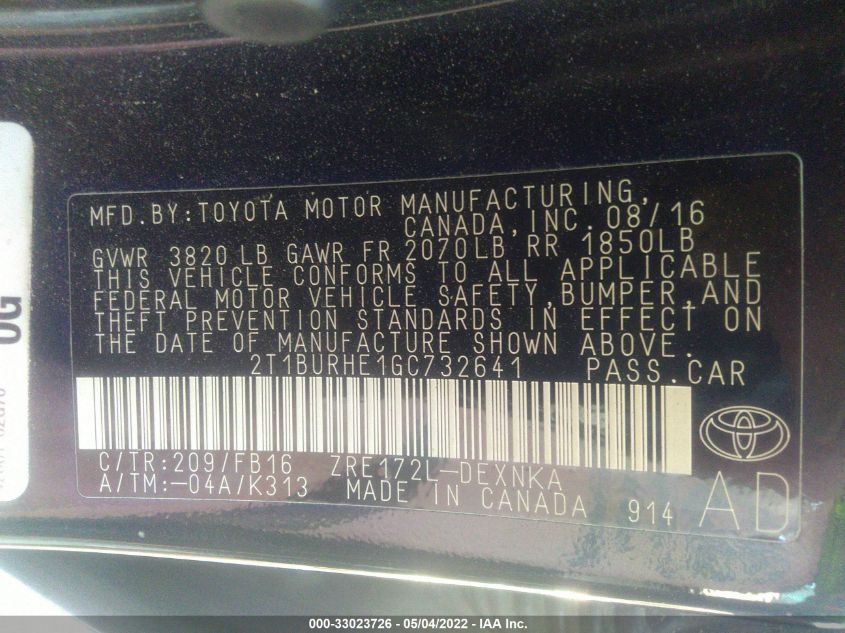 MFD.BY:TOYOTA MOTOR MANUFACTURING,
CANADA,INC. 08/16
GVWR 3820 LB GAWR FR 2070LB RR 1850LB
THIS VEHICLE CONFORMS TO ALL APPLICABLE
FEDERAL MOTOR VEHICLE SAFETY,BUMPER,AND
THEFT PREVENTION STANDARDS IN EFFECT ON
THE DATE OF MANUFACTURE SHOWN ABOVE.
2T1BURHE1GC732641 PASS.CAR
C/TR:209/FB16 ZRE172L-DEXNKA
A/TM:-04A/K313 MADE IN CANADA 914 AD
0G
000-33023726 - 05/04/2022 - IAA Inc.